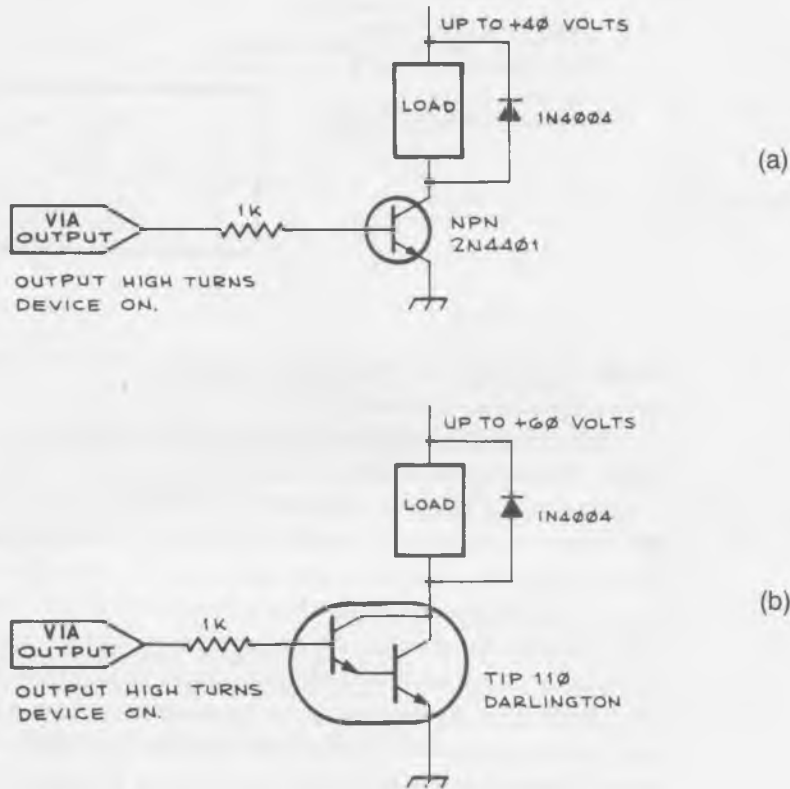 UP TO +4Ø VOLTS
LOAD
1N4ØØ4
(a)
1K
VIA
OUTPUT
NPN
2N44Ø1
OUTPUT HIGH TURNS
DEVICE ON.
UP TO +6Ø VOLTS
LOAD
1N4ØØ4
(b)
1K
VIA
OUTPUT
TIP 11Ø
DARLINGTON
OUTPUT HIGH TURNS
DEVICE ON.